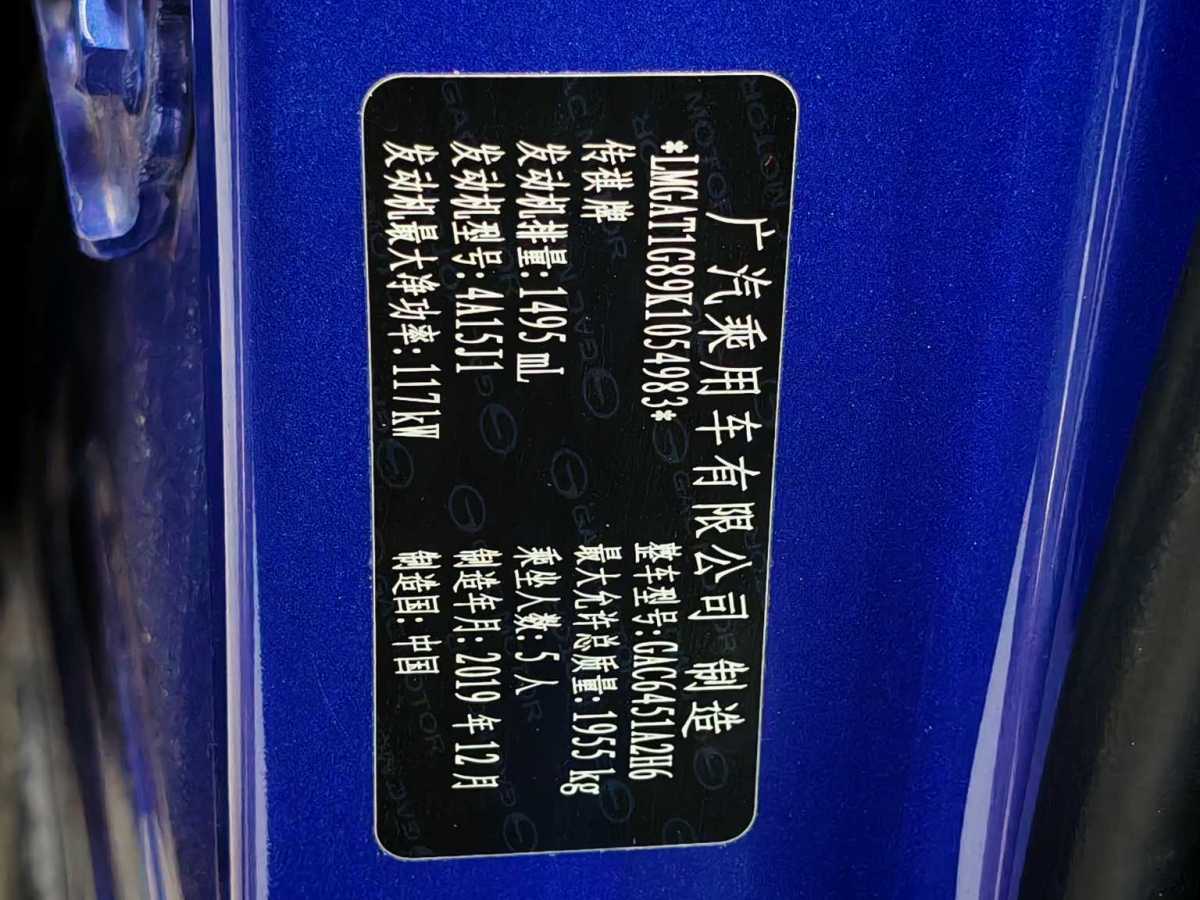 广汽乘用车有限公司 制造
*LMGAT1G89K1054983*
传祺牌 整车型号:GAC6451A2H6
最大允许总质量:1955kg
发动机排量:1495 mL 乘坐人数:5 人
发动机型号:4A15J1 制造年月:2019 年 12 月
发动机最大净功率:117kW 制造国:中国